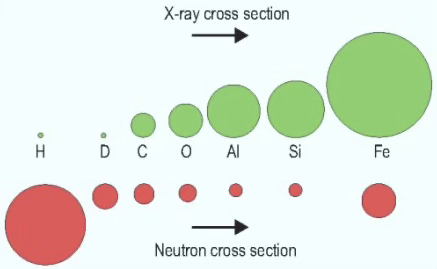 X-ray cross section
H D C O Al Si Fe
Neutron cross section